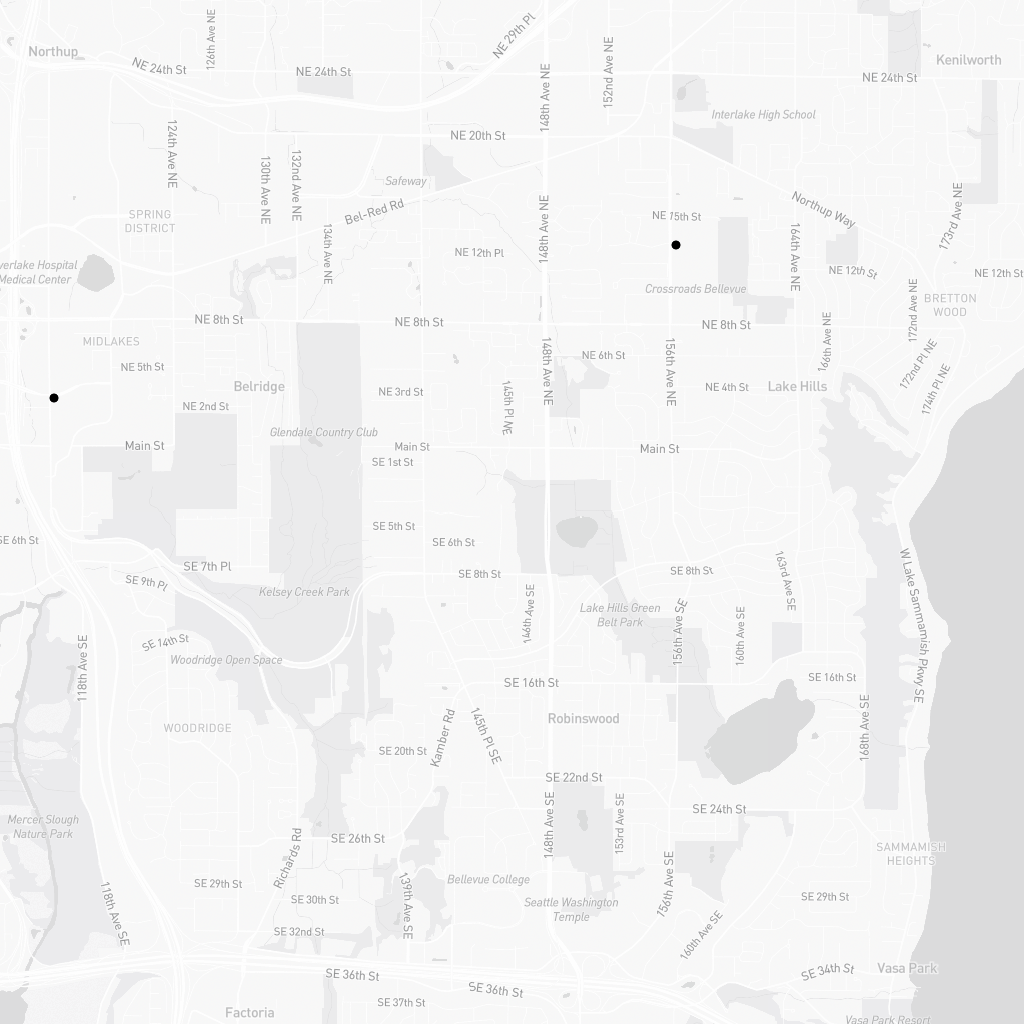 Northup
126th Ave NE
NE 24th St
NE 24th St
NE 29th Pl
148th Ave NE
152nd Ave NE
NE 24th St
Kenilworth
Interlake High School
NE 20th St
124th Ave NE
130th Ave NE
132nd Ave NE
Safeway
Bel-Red Rd
SPRING
DISTRICT
134th Ave NE
148th Ave NE
NE 12th Pl
NE 15th St
Northup Way
164th Ave NE
173rd Ave NE
NE 12th St
NE 12th St
verlake Hospital
Medical Center
Crossroads Bellevue
BRETTON
WOOD
172nd Ave NE
NE 8th St
NE 8th St
NE 8th St
166th Ave NE
MIDLAKES
NE 5th St
NE 6th St
148th Ave NE
156th Ave NE
172nd Pl NE
174th Pl NE
Belridge
NE 3rd St
145th Pl NE
NE 4th St
Lake Hills
NE 2nd St
Glendale Country Club
Main St
Main St
Main St
SE 1st St
SE 5th St
SE 6th St
SE 6th St
SE 7th Pl
SE 9th Pl
SE 8th St
SE 8th St
163rd Ave SE
W Lake Sammamish Pkwy SE
Kelsey Creek Park
146th Ave SE
Lake Hills Green
Belt Park
156th Ave SE
160th Ave SE
SE 14th St
118th Ave SE
Woodridge Open Space
SE 16th St
SE 16th St
168th Ave SE
WOODRIDGE
Kamber Rd
145th Pl SE
Robinswood
SE 20th St
SE 22nd St
148th Ave SE
153rd Ave SE
SE 24th St
Mercer Slough
Nature Park
Richards Rd
SE 26th St
SAMMAMISH
HEIGHTS
SE 29th St
139th Ave SE
Bellevue College
156th Ave SE
SE 29th St
118th Ave SE
SE 30th St
Seattle Washington
Temple
160th Ave SE
SE 32nd St
SE 36th St
SE 36th St
SE 34th St
Vasa Park
SE 37th St
Factoria
Vasa Park Resort